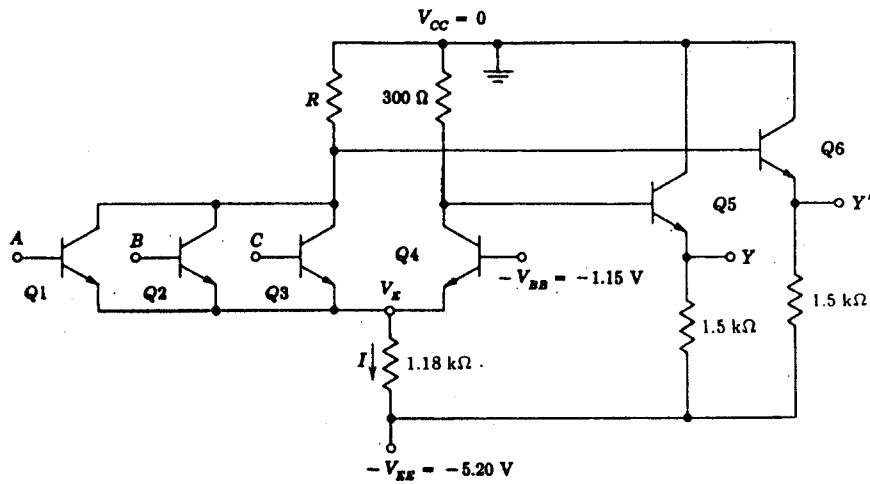 V_CC = 0
R
300 Ω
Q6
Y'
A
B
C
Q5
Q4
Y
Q1
Q2
Q3
V_E
-V_BB = -1.15 V
1.5 kΩ
1.5 kΩ
I
1.18 kΩ
-V_EE = -5.20 V